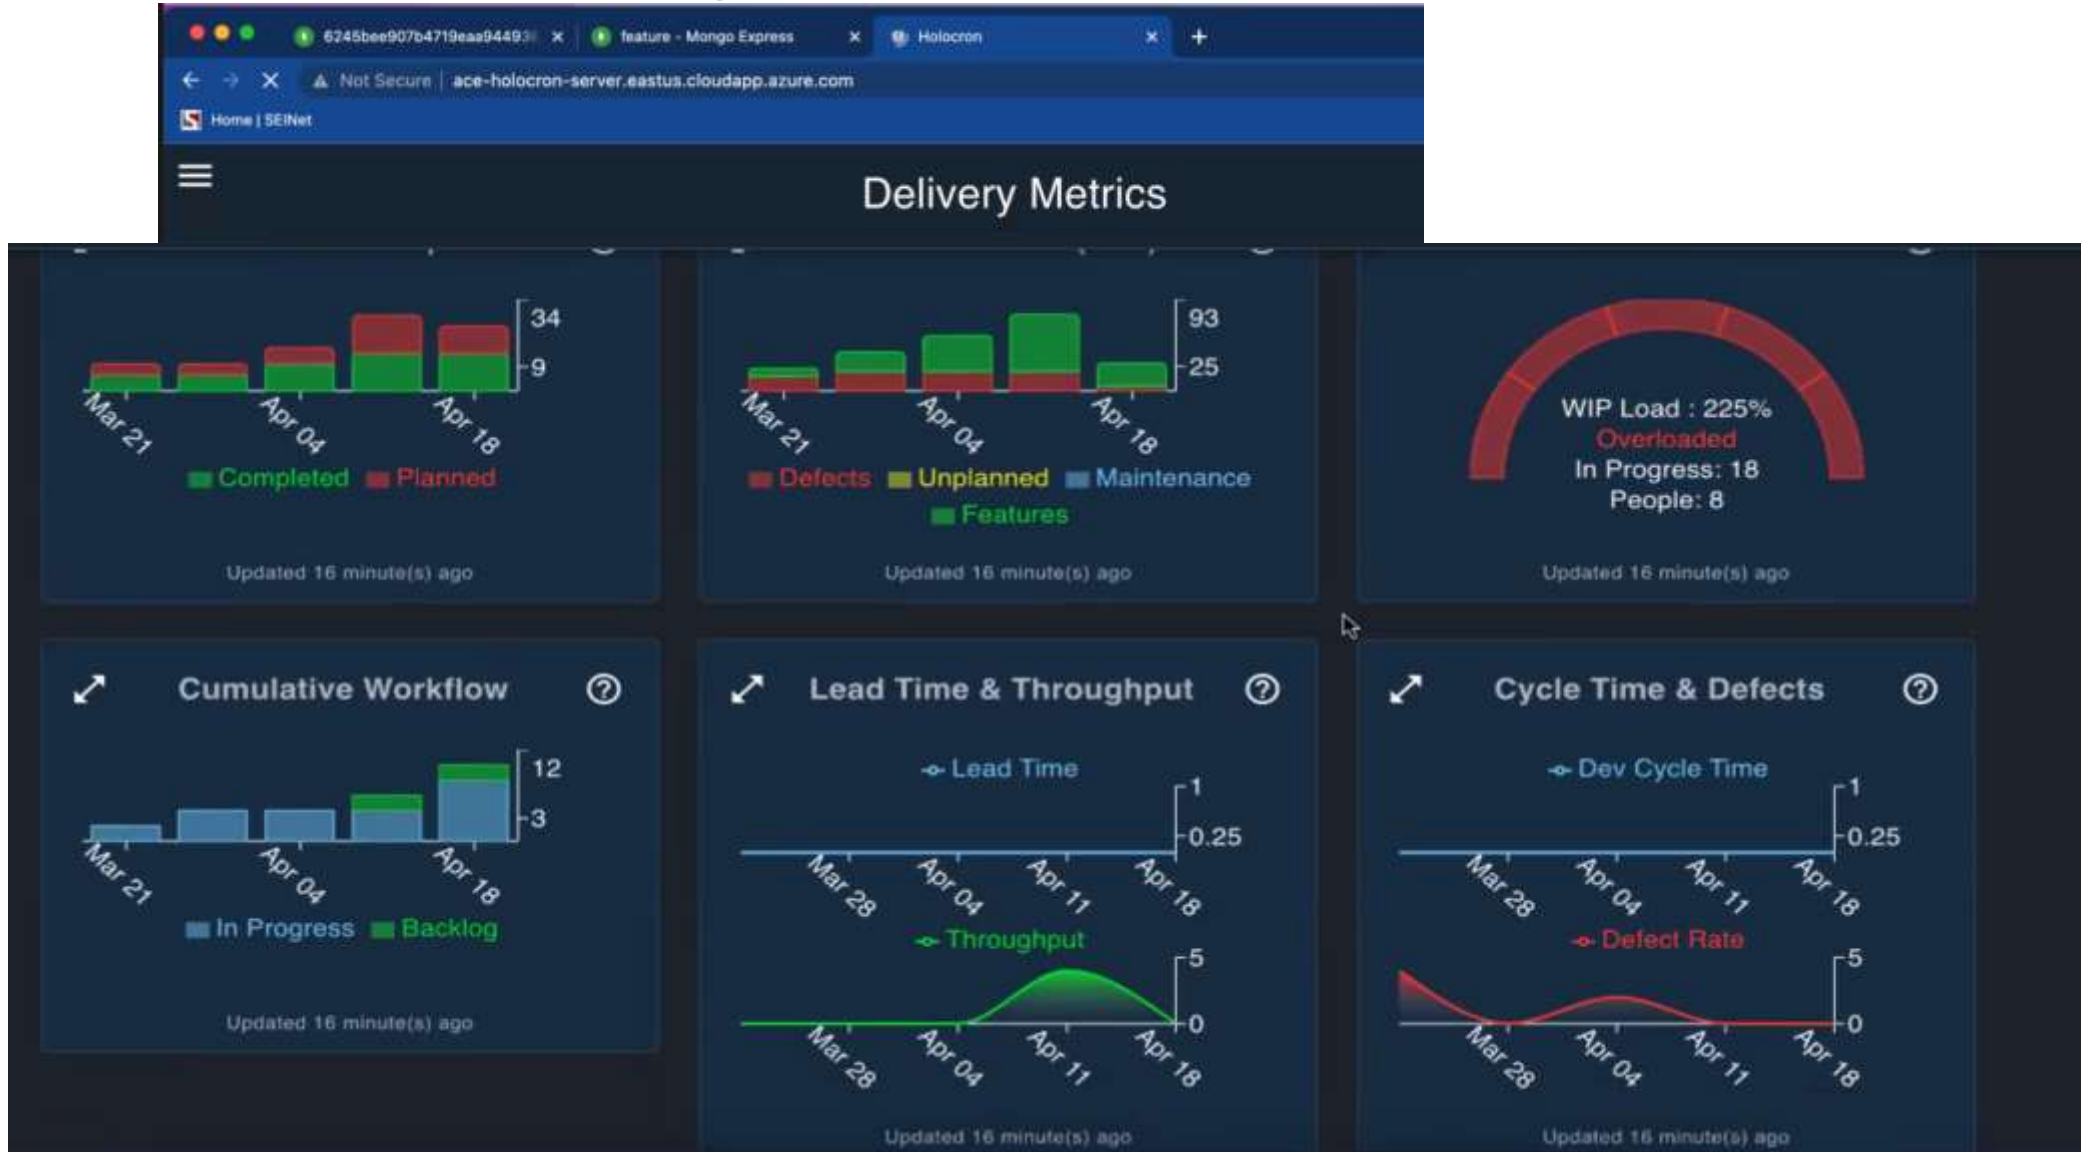 6245bee907b4719eaa94493
feature - Mongo Express
Holocron
Not Secure | ace-holocron-server.eastus.cloudapp.azure.com
Home | SEINet
Delivery Metrics
34
9
Mar 21
Apr 04
Apr 18
Completed Planned
Updated 16 minute(s) ago
93
25
Mar 21
Apr 04
Apr 18
Defects Unplanned Maintenance
Features
Updated 16 minute(s) ago
WIP Load : 225%
Overloaded
In Progress: 18
People: 8
Updated 16 minute(s) ago
Cumulative Workflow
12
3
Mar 21
Apr 04
Apr 18
In Progress Backlog
Updated 16 minute(s) ago
Lead Time & Throughput
Lead Time
1
0.25
Mar 28
Apr 04
Apr 11
Apr 18
Throughput
5
0
Mar 28
Apr 04
Apr 11
Apr 18
Updated 16 minute(s) ago
Cycle Time & Defects
Dev Cycle Time
1
0.25
Mar 28
Apr 04
Apr 11
Apr 18
Defect Rate
5
0
Mar 28
Apr 04
Apr 11
Apr 18
Updated 16 minute(s) ago